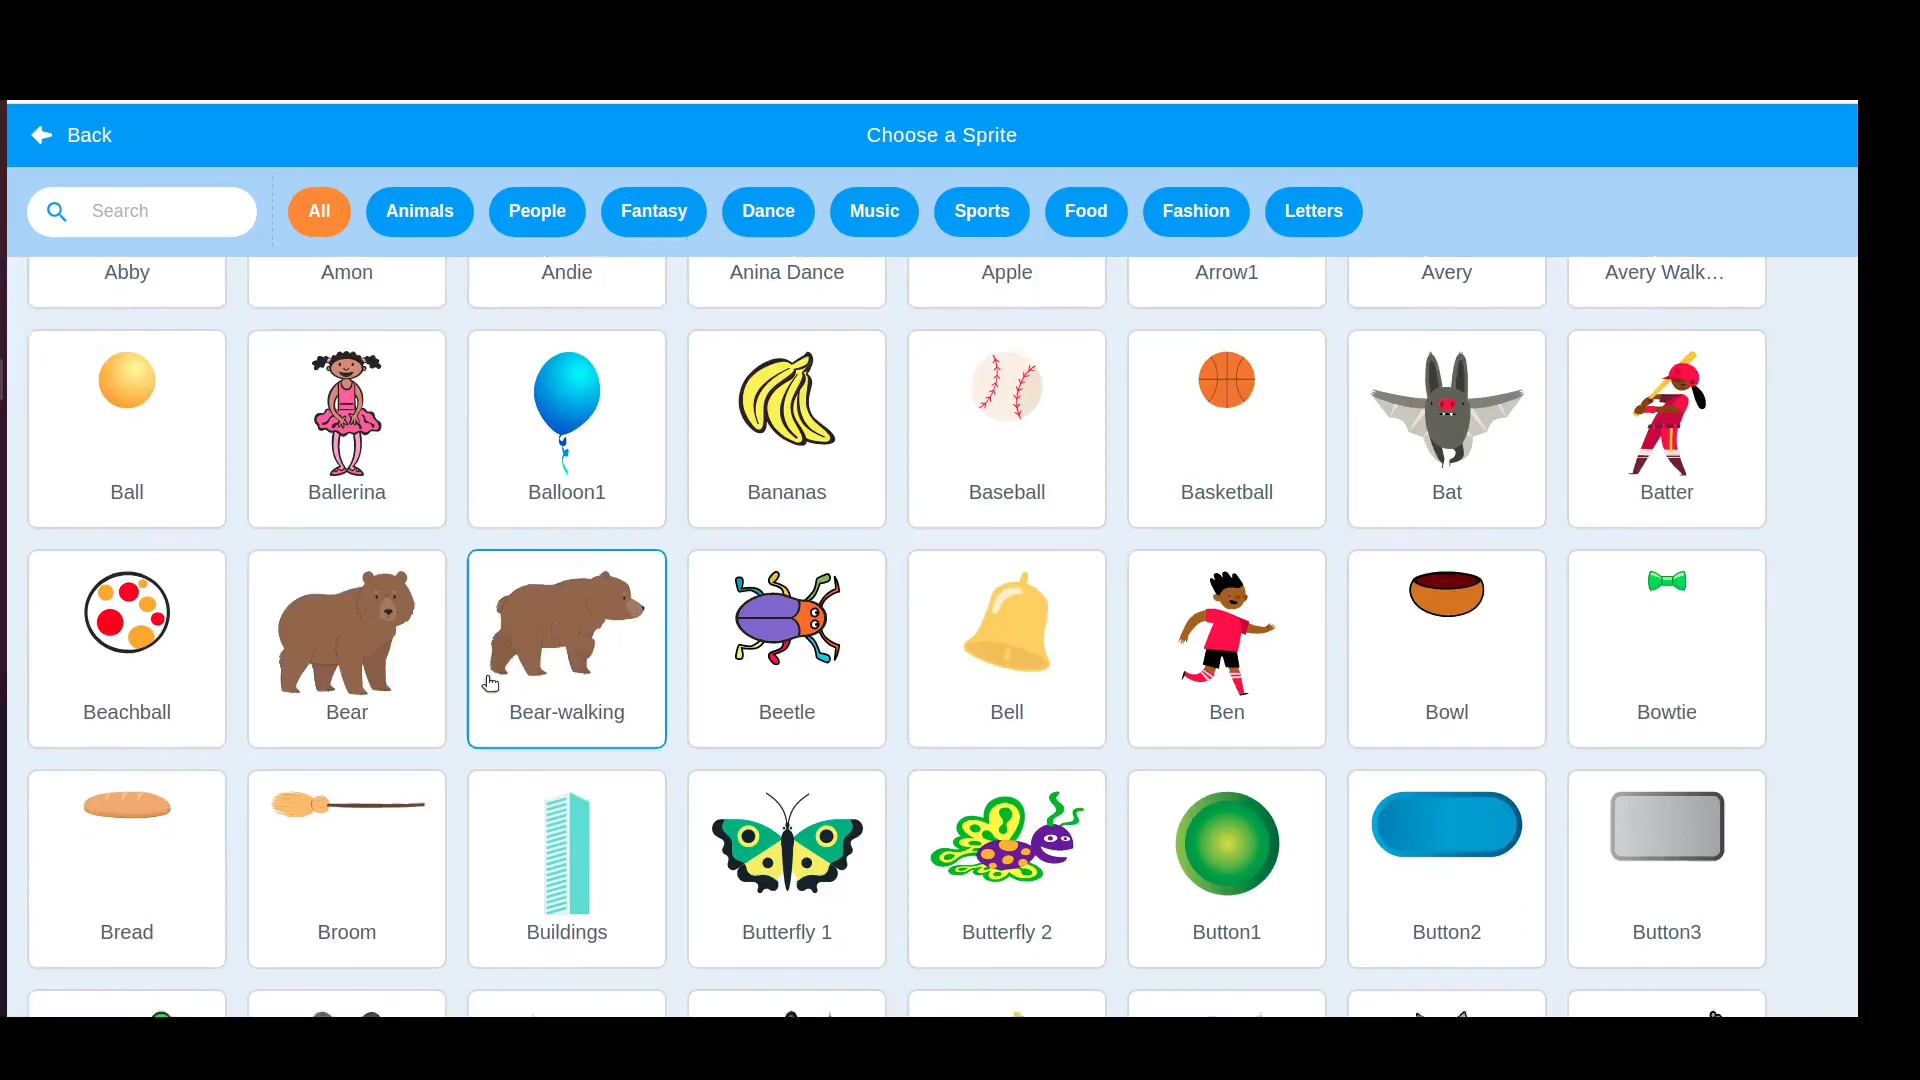 Back
Choose a Sprite
Search
All
Animals
People
Fantasy
Dance
Music
Sports
Food
Fashion
Letters
Abby
Amon
Andie
Anina Dance
Apple
Arrow1
Avery
Avery Walk…
Ball
Ballerina
Balloon1
Bananas
Baseball
Basketball
Bat
Batter
Beachball
Bear
Bear-walking
Beetle
Bell
Ben
Bowl
Bowtie
Bread
Broom
Buildings
Butterfly 1
Butterfly 2
Button1
Button2
Button3